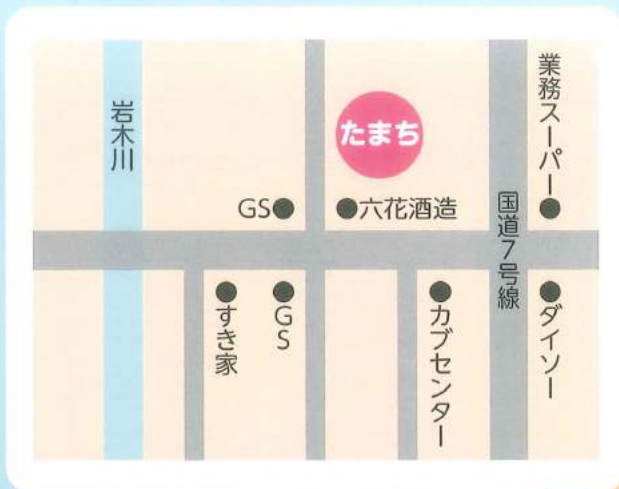 岩木川
たまち
業務スーパー
GS
六花酒造
国道7号線
すき家
GS
カブセンター
ダイソー